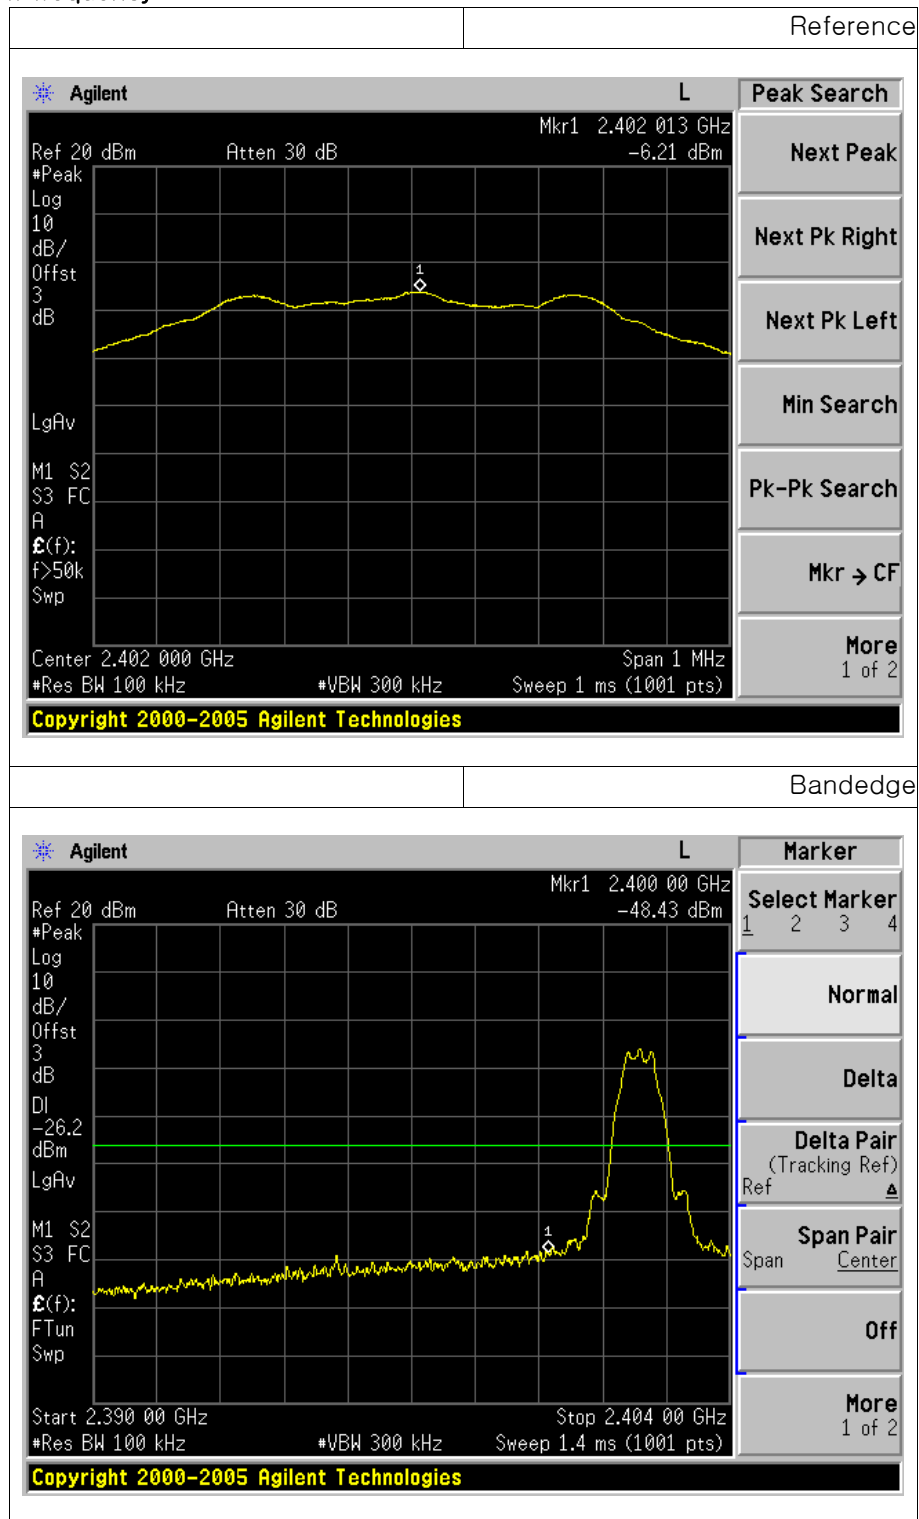 Reference
Agilent L Peak Search
Mkr1 2.402 013 GHz
Ref 20 dBm Atten 30 dB -6.21 dBm
#Peak
Log
10
dB/
Offst
3
dB
LgAv
M1 S2
S3 FC
A
£(f):
f>50k
Swp
1
Center 2.402 000 GHz Span 1 MHz
#Res BW 100 kHz #VBW 300 kHz Sweep 1 ms (1001 pts)
Copyright 2000-2005 Agilent Technologies
Next Peak
Next Pk Right
Next Pk Left
Min Search
Pk-Pk Search
Mkr → CF
More
1 of 2
Bandedge
Agilent L Marker
Mkr1 2.400 00 GHz
Ref 20 dBm Atten 30 dB -48.43 dBm
#Peak
Log
10
dB/
Offst
3
dB
DI
-26.2
dBm
LgAv
M1 S2
S3 FC
A
£(f):
FTun
Swp
1
Start 2.390 00 GHz Stop 2.404 00 GHz
#Res BW 100 kHz #VBW 300 kHz Sweep 1.4 ms (1001 pts)
Copyright 2000-2005 Agilent Technologies
Select Marker
1 2 3 4
Normal
Delta
Delta Pair
(Tracking Ref)
Ref Δ
Span Pair
Span Center
Off
More
1 of 2